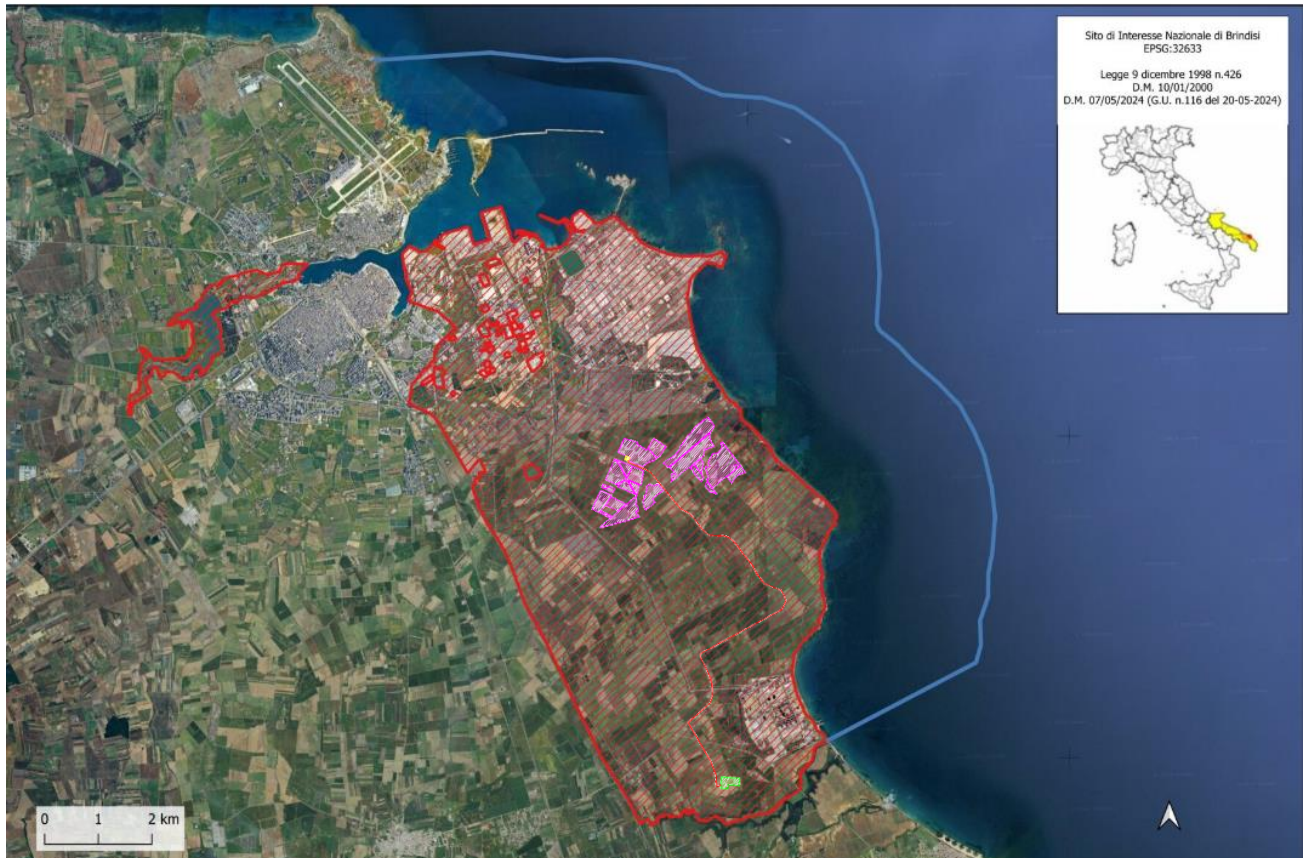 Sito di Interesse Nazionale di Brindisi
EPSG:32633
Legge 9 dicembre 1998 n.426
D.M. 10/01/2000
D.M. 07/05/2024 (G.U. n.116 del 20-05-2024)
0 1 2 km